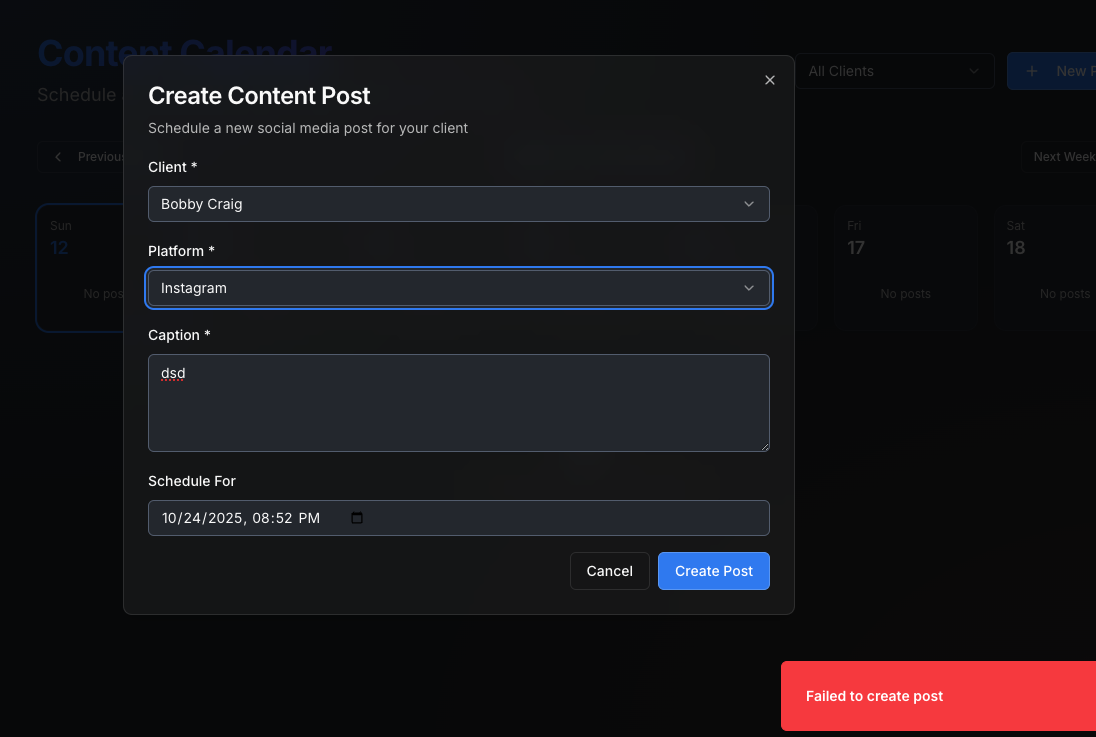 Content Calendar
Schedule
All Clients
New P
Previous
Next Week
Sun
12
No pos
Fri
17
No posts
Sat
18
No posts
Create Content Post
Schedule a new social media post for your client
Client *
Bobby Craig
Platform *
Instagram
Caption *
dsd
Schedule For
10/24/2025, 08:52 PM
Cancel
Create Post
Failed to create post